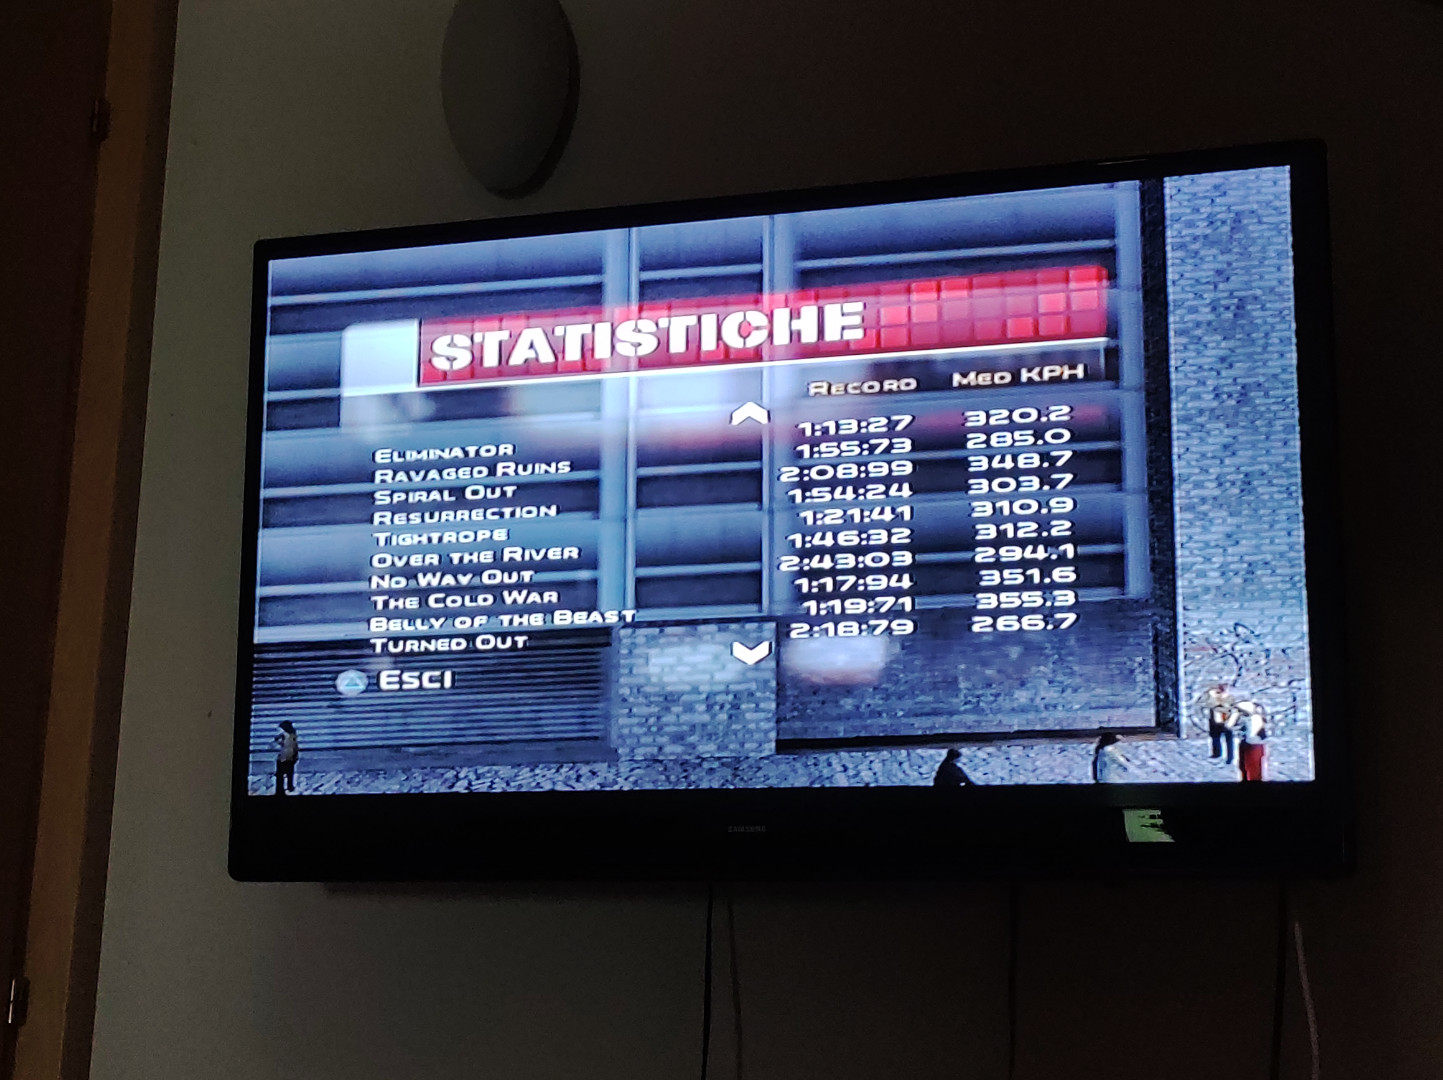 STATISTICHE
RECORD MED KPH
ELIMINATOR 1:13:27 320.2
RAVAGED RUINS 1:55:73 285.0
SPIRAL OUT 2:08:99 348.7
RESURRECTION 1:54:24 303.7
TIGHTROPE 1:21:41 310.9
OVER THE RIVER 1:46:32 312.2
NO WAY OUT 2:43:03 294.1
THE COLD WAR 1:17:94 351.6
BELLY OF THE BEAST 1:19:71 355.3
TURNED OUT 2:18:79 266.7
ESCI
SAMSUNG